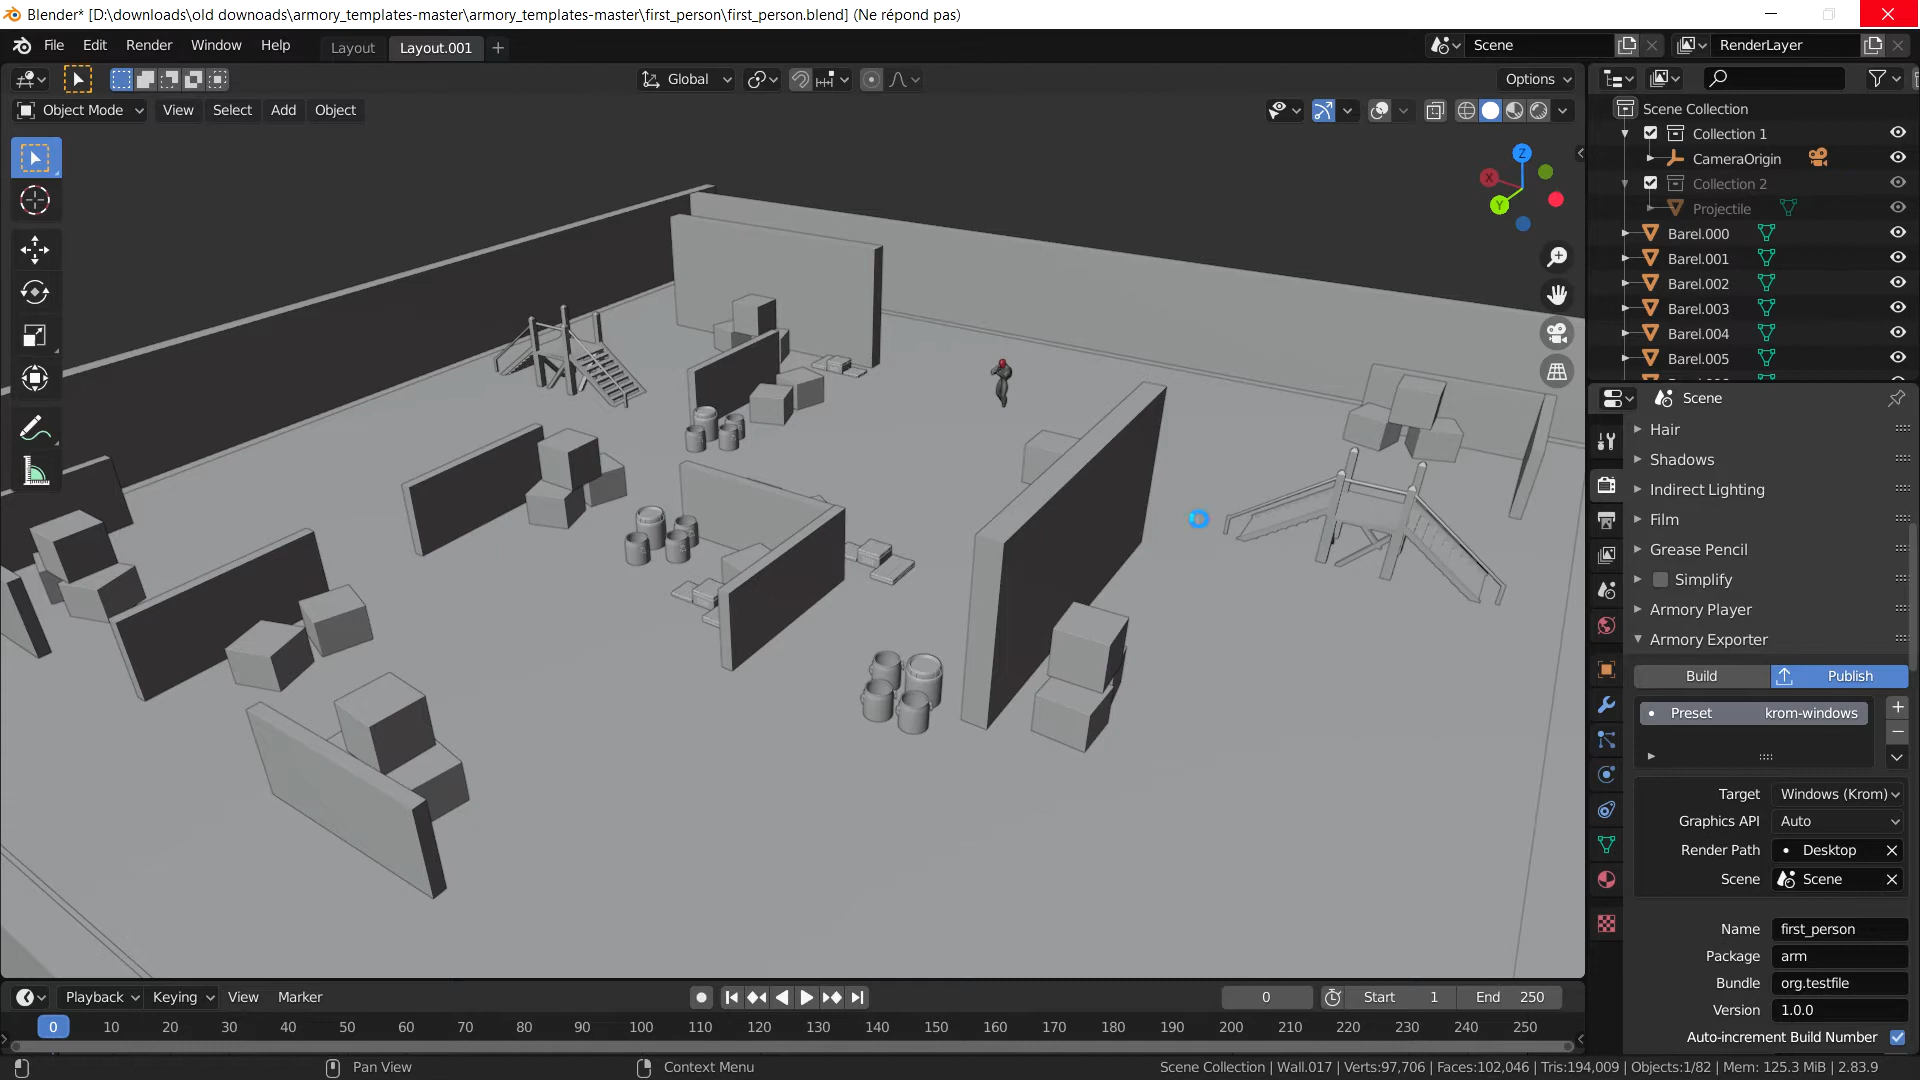 Blender* [D:\downloads\old downoads\armory_templates-master\armory_templates-master\first_person\first_person.blend] (Ne répond pas)
File Edit Render Window Help Layout Layout.001 Scene RenderLayer
Global Options
Object Mode View Select Add Object
Scene Collection
Collection 1
CameraOrigin
Collection 2
Projectile
Barel.000
Barel.001
Barel.002
Barel.003
Barel.004
Barel.005
Z
X
Y
Scene
Hair
Shadows
Indirect Lighting
Film
Grease Pencil
Simplify
Armory Player
Armory Exporter
Build Publish
Preset krom-windows
Target Windows (Krom)
Graphics API Auto
Render Path Desktop
Scene Scene
Name first_person
Package arm
Bundle org.testfile
Version 1.0.0
Auto-increment Build Number
Playback Keying View Marker 0 Start 1 End 250
0 10 20 30 40 50 60 70 80 90 100 110 120 130 140 150 160 170 180 190 200 210 220 230 240 250
Pan View Context Menu Scene Collection | Wall.017 | Verts:97,706 | Faces:102,046 | Tris:194,009 | Objects:1/82 | Mem: 125.3 MiB | 2.83.9